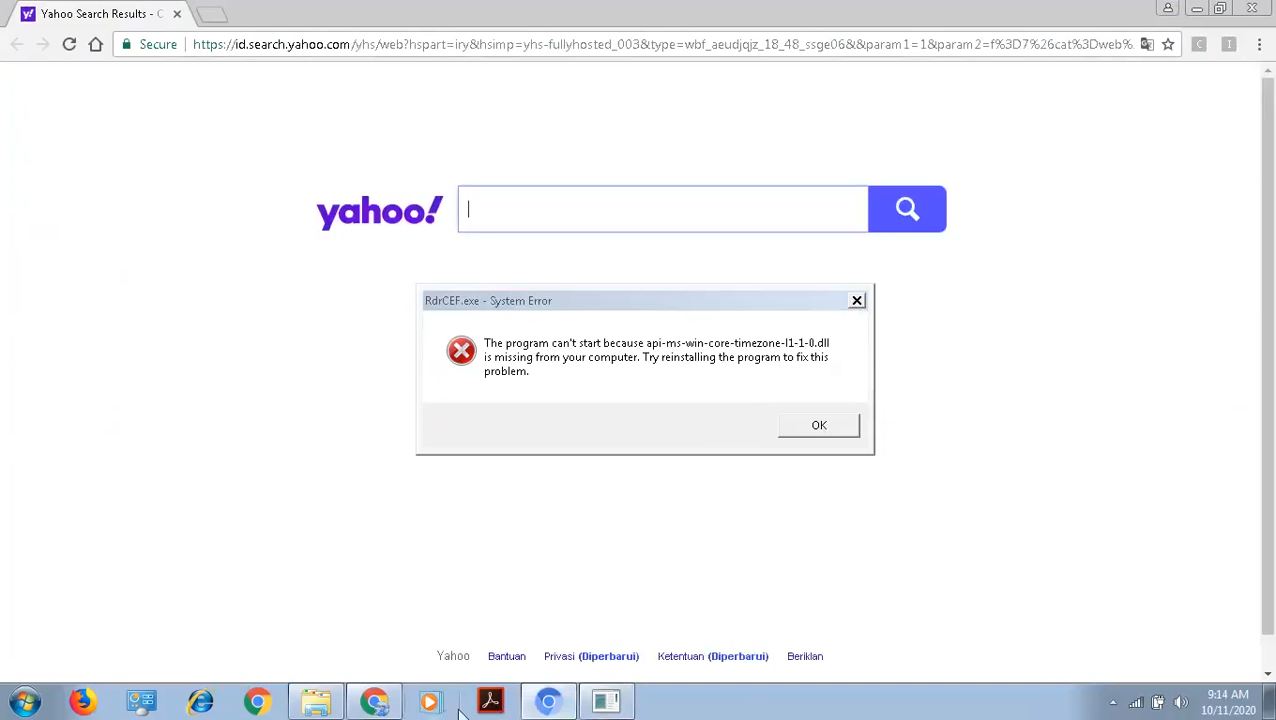 Yahoo Search Results - C
Secure
https://id.search.yahoo.com/yhs/web?hspart=iry&hsimp=yhs-fullyhosted_003&type=wbf_audjqjz_18_48_ssge06&t&param1=1&param2=f%3D7%26cat%3Dweb%.
yahoo!
RdrCEF.exe - System Error
The program can't start because api-ms-win-core-timezone-l1-1-0.dll
is missing from your computer. Try reinstalling the program to fix this
problem.
OK
Yahoo Bantuan Privasi (Diperbarui) Ketentuan (Diperbarui) Beriklan
9:14 AM
10/11/2020